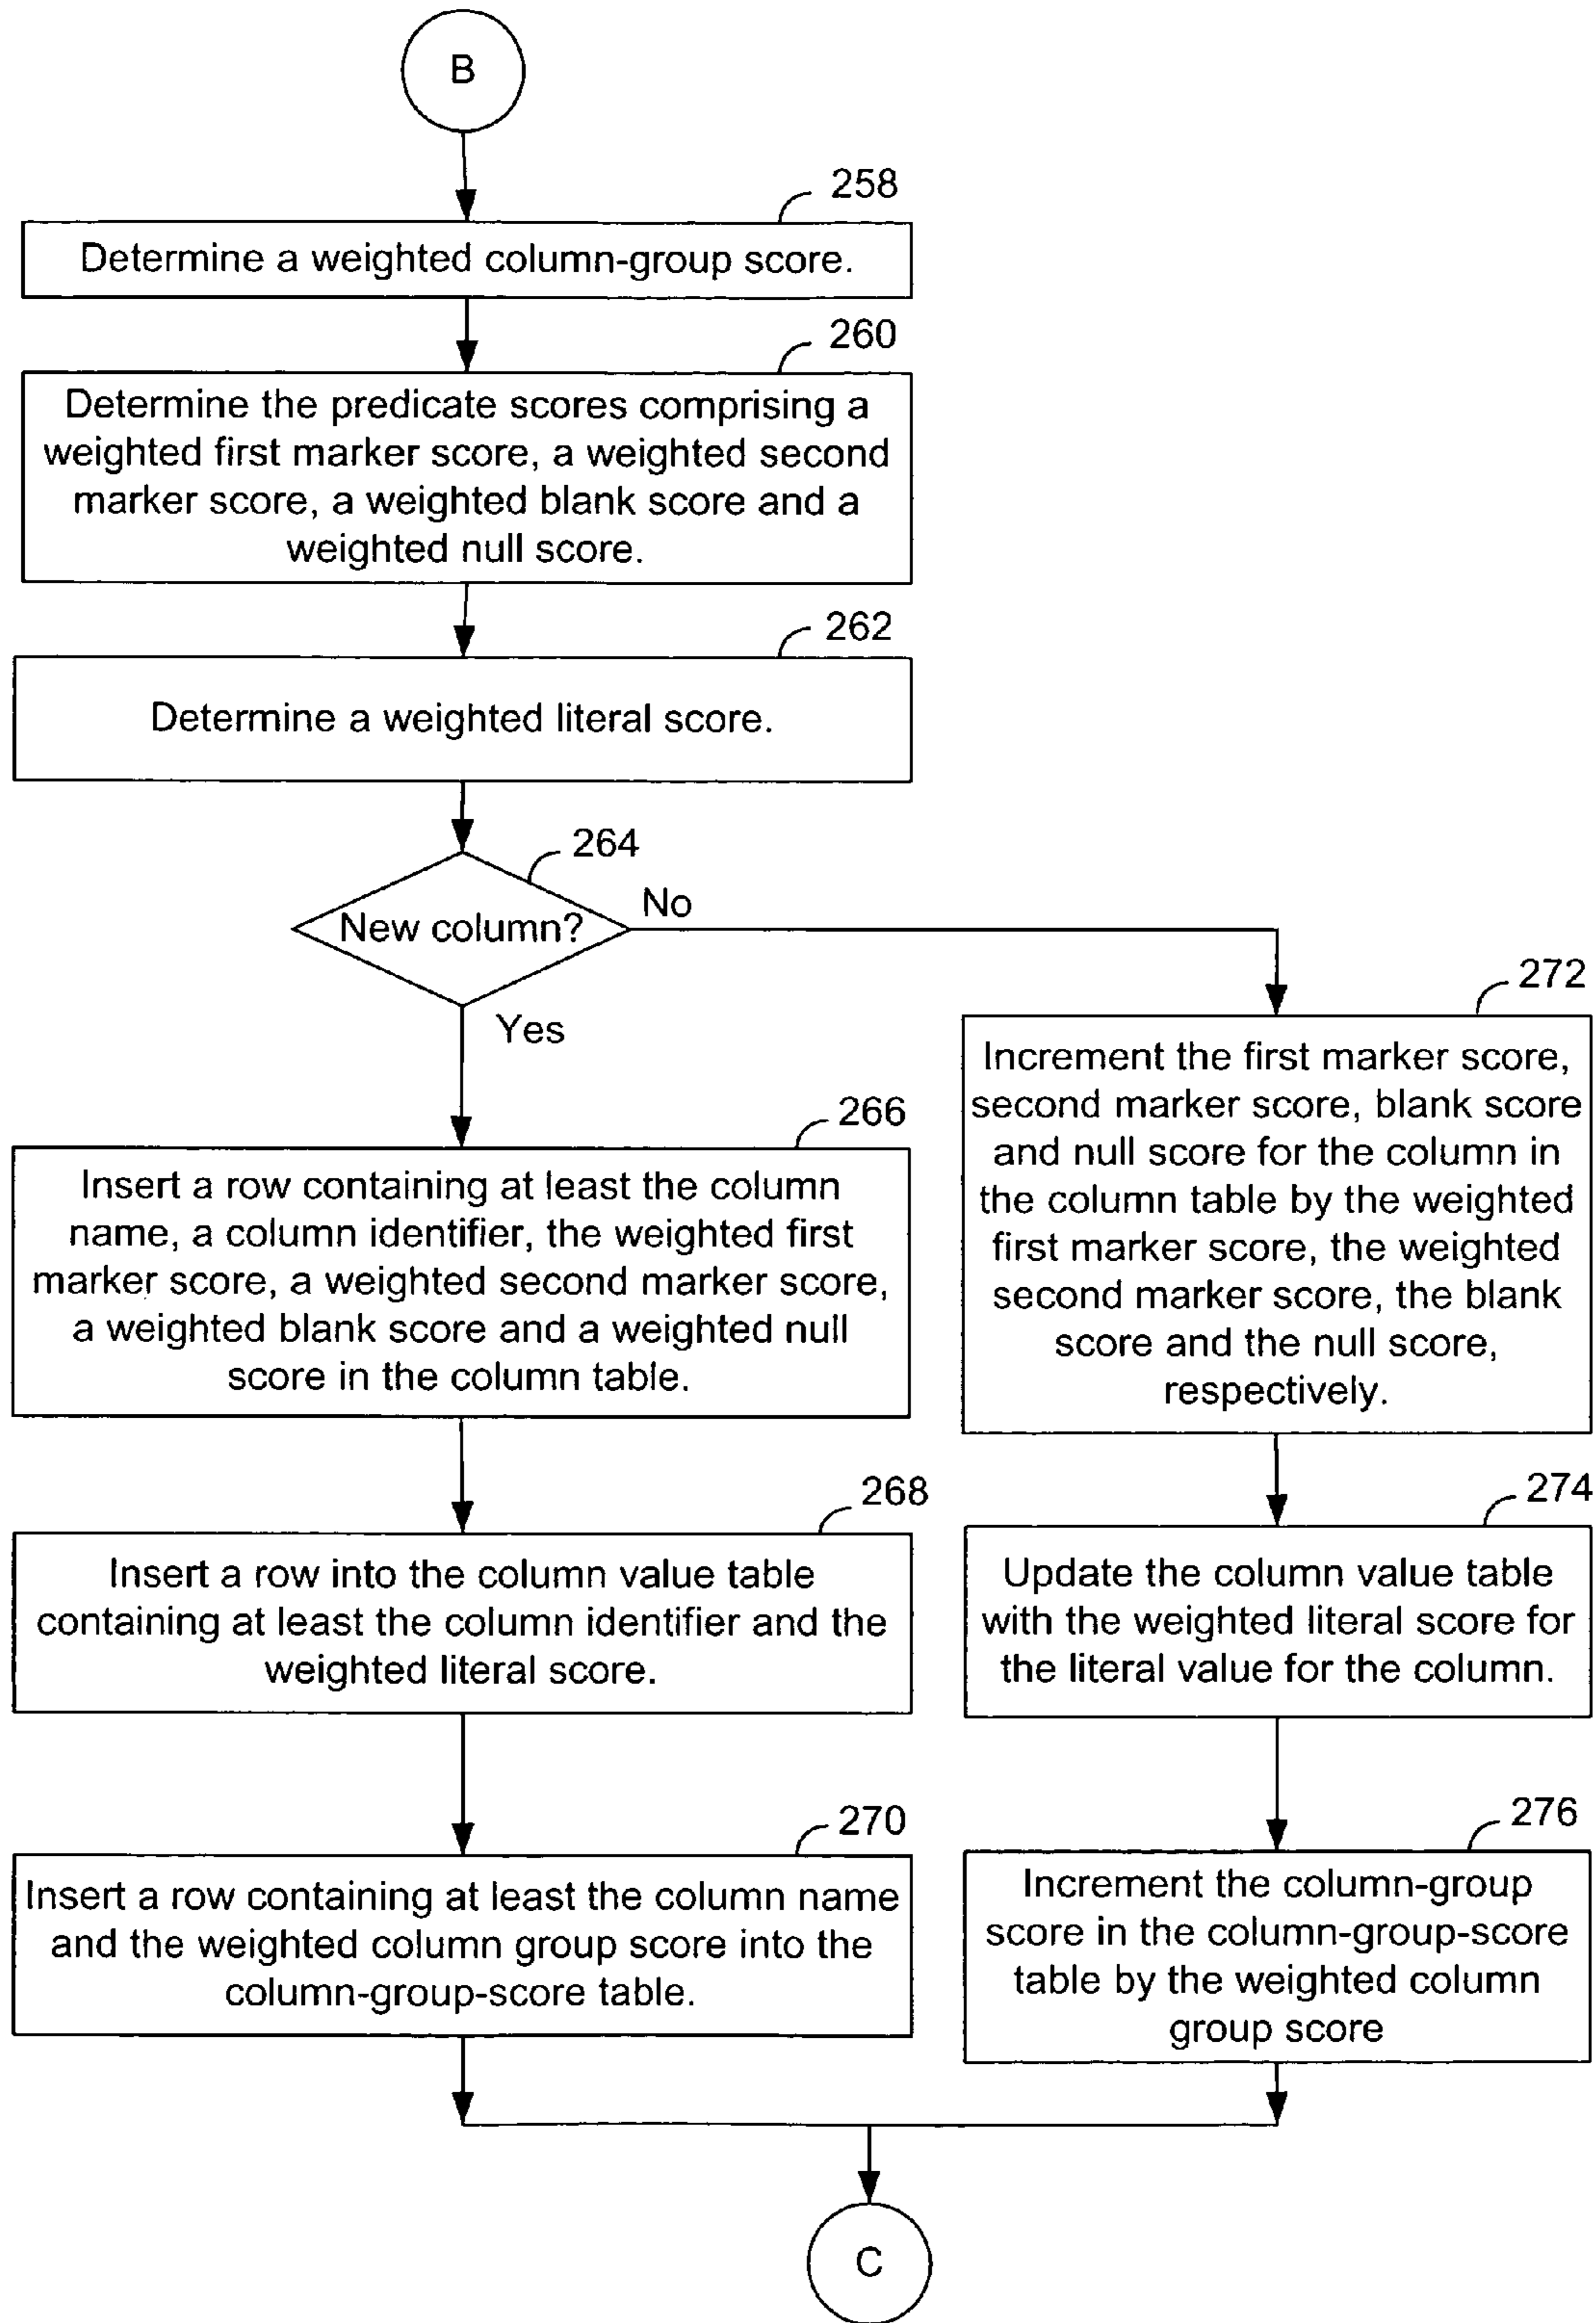 B
258
Determine a weighted column-group score.
260
Determine the predicate scores comprising a
weighted first marker score, a weighted second
marker score, a weighted blank score and a
weighted null score.
262
Determine a weighted literal score.
264
New column?
No
Yes
266
Insert a row containing at least the column
name, a column identifier, the weighted first
marker score, a weighted second marker score,
a weighted blank score and a weighted null
score in the column table.
268
Insert a row into the column value table
containing at least the column identifier and the
weighted literal score.
270
Insert a row containing at least the column name
and the weighted column group score into the
column-group-score table.
272
Increment the first marker score,
second marker score, blank score
and null score for the column in
the column table by the weighted
first marker score, the weighted
second marker score, the blank
score and the null score,
respectively.
274
Update the column value table
with the weighted literal score for
the literal value for the column.
276
Increment the column-group
score in the column-group-score
table by the weighted column
group score
C